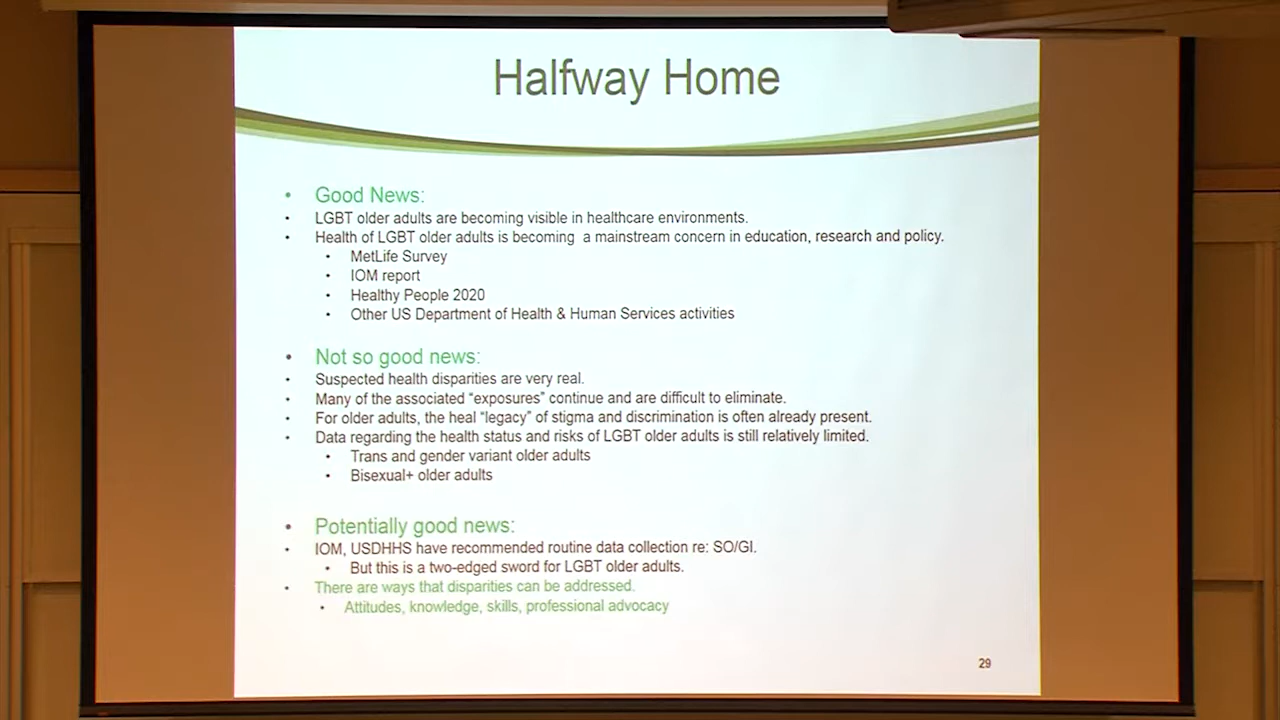 Halfway Home
• Good News:
• LGBT older adults are becoming visible in healthcare environments.
• Health of LGBT older adults is becoming a mainstream concern in education, research and policy.
• MetLife Survey
• IOM report
• Healthy People 2020
• Other US Department of Health & Human Services activities
• Not so good news:
• Suspected health disparities are very real.
• Many of the associated “exposures” continue and are difficult to eliminate.
• For older adults, the heal “legacy” of stigma and discrimination is often already present.
• Data regarding the health status and risks of LGBT older adults is still relatively limited.
• Trans and gender variant older adults
• Bisexual+ older adults
• Potentially good news:
• IOM, USDHHS have recommended routine data collection re: SO/GI.
• But this is a two-edged sword for LGBT older adults.
• There are ways that disparities can be addressed.
• Attitudes, knowledge, skills, professional advocacy
29